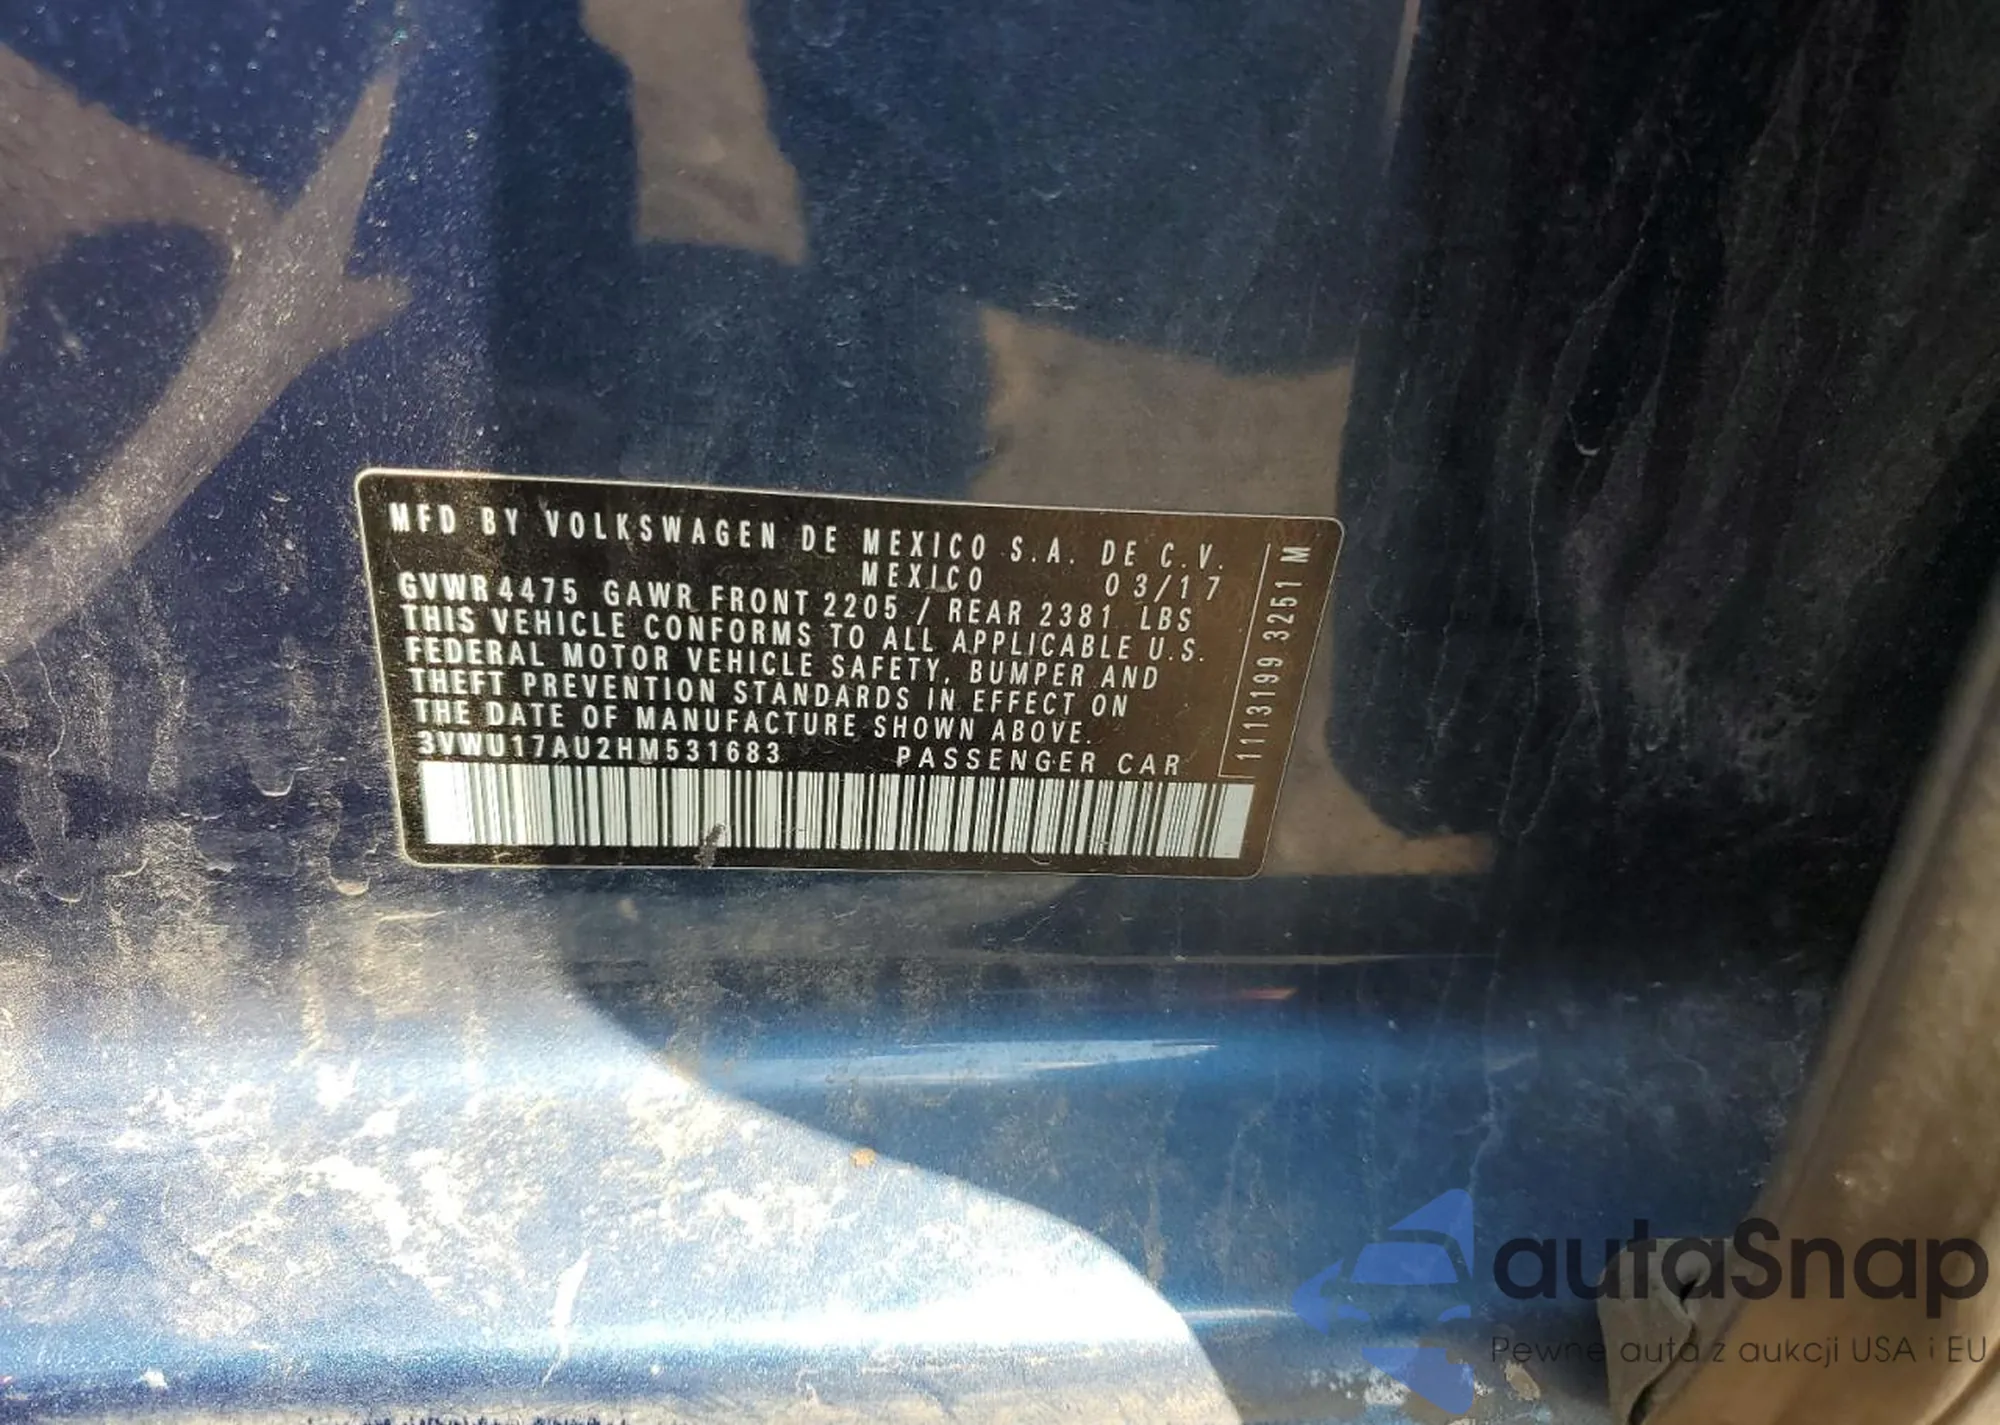 MFD BY VOLKSWAGEN DE MEXICO S.A. DE C.V.
MEXICO 03/17
GVWR 4475 GAWR FRONT 2205 / REAR 2381 LBS
THIS VEHICLE CONFORMS TO ALL APPLICABLE U.S.
FEDERAL MOTOR VEHICLE SAFETY, BUMPER AND
THEFT PREVENTION STANDARDS IN EFFECT ON
THE DATE OF MANUFACTURE SHOWN ABOVE.
3VWU17AU2HM531683 PASSENGER CAR
11113199 3251 M
autaSnap
Pewne auta z aukcji USA i EU